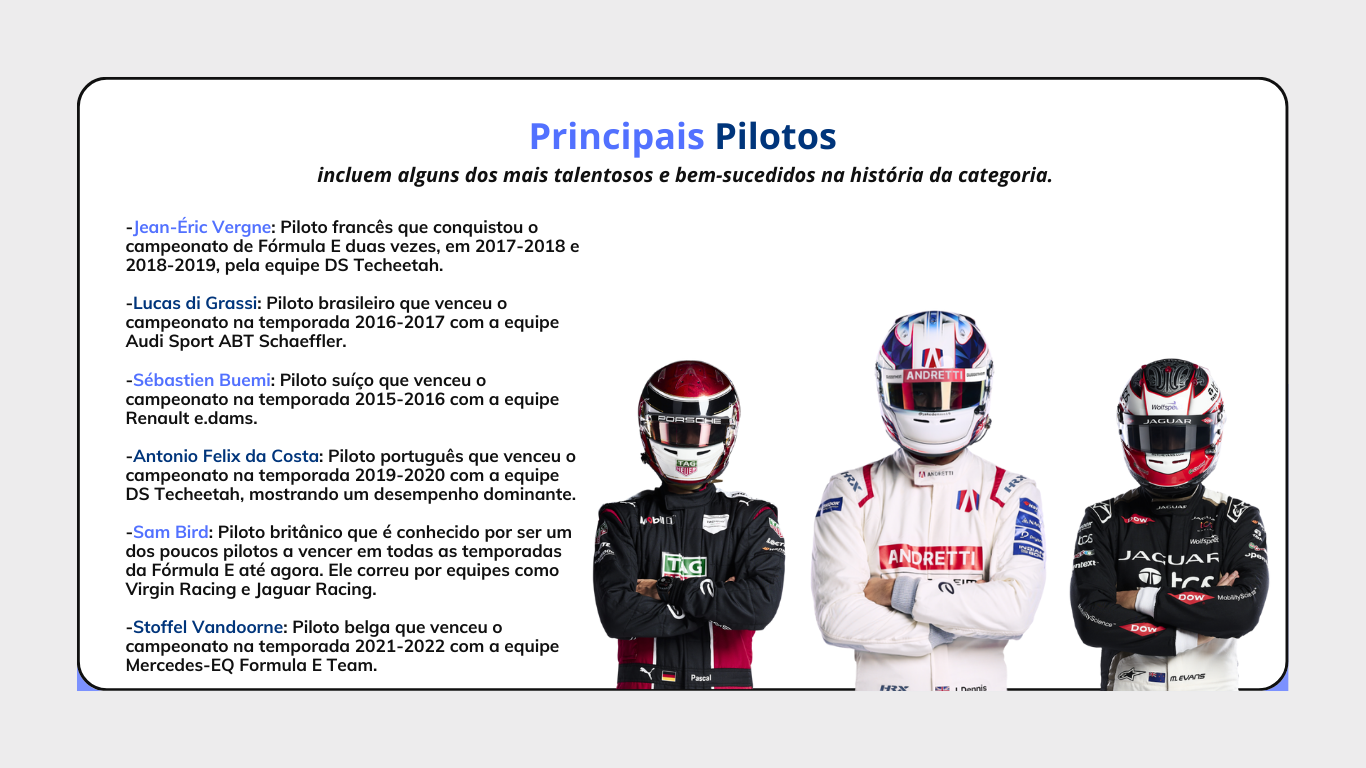 Principais Pilotos
incluem alguns dos mais talentosos e bem-sucedidos na história da categoria.
-Jean-Éric Vergne: Piloto francês que conquistou o
campeonato de Fórmula E duas vezes, em 2017-2018 e
2018-2019, pela equipe DS Techeetah.
-Lucas di Grassi: Piloto brasileiro que venceu o
campeonato na temporada 2016-2017 com a equipe
Audi Sport ABT Schaeffler.
-Sébastien Buemi: Piloto suíço que venceu o
campeonato na temporada 2015-2016 com a equipe
Renault e.dams.
-Antonio Felix da Costa: Piloto português que venceu o
campeonato na temporada 2019-2020 com a equipe
DS Techeetah, mostrando um desempenho dominante.
-Sam Bird: Piloto britânico que é conhecido por ser um
dos poucos pilotos a vencer em todas as temporadas
da Fórmula E até agora. Ele correu por equipes como
Virgin Racing e Jaguar Racing.
-Stoffel Vandoorne: Piloto belga que venceu o
campeonato na temporada 2021-2022 com a equipe
Mercedes-EQ Formula E Team.
PORSCHE
TAG
HEUER
Mobil 1
TAG
Pascal
ANDRETTI
ANDRETTI
HRX
HRX
ANDRETTI
HRX
J. Dennis
Wolfspeed
JAGUAR
JAGUAR
DOW
Wolfspeed
JAGUAR
tcs
DOW
MobilityScience
MobilityScience
DOW
M. EVANS